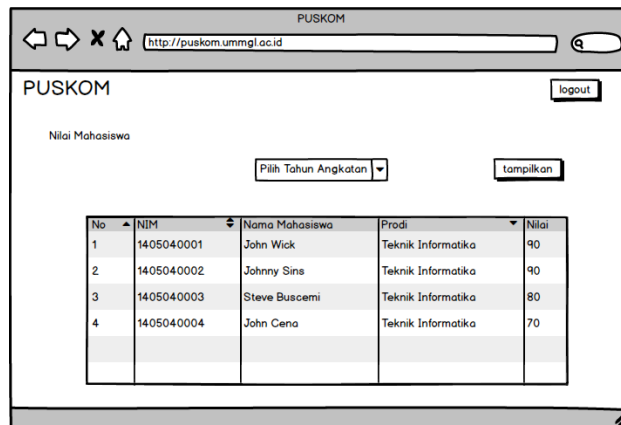 PUSKOM
http://puskom.ummgl.ac.id
PUSKOM
logout
Nilai Mahasiswa
Pilih Tahun Angkatan
tampilkan
No NIM Nama Mahasiswa Prodi Nilai
1 1405040001 John Wick Teknik Informatika 90
2 1405040002 Johnny Sins Teknik Informatika 90
3 1405040003 Steve Buscemi Teknik Informatika 80
4 1405040004 John Cena Teknik Informatika 70